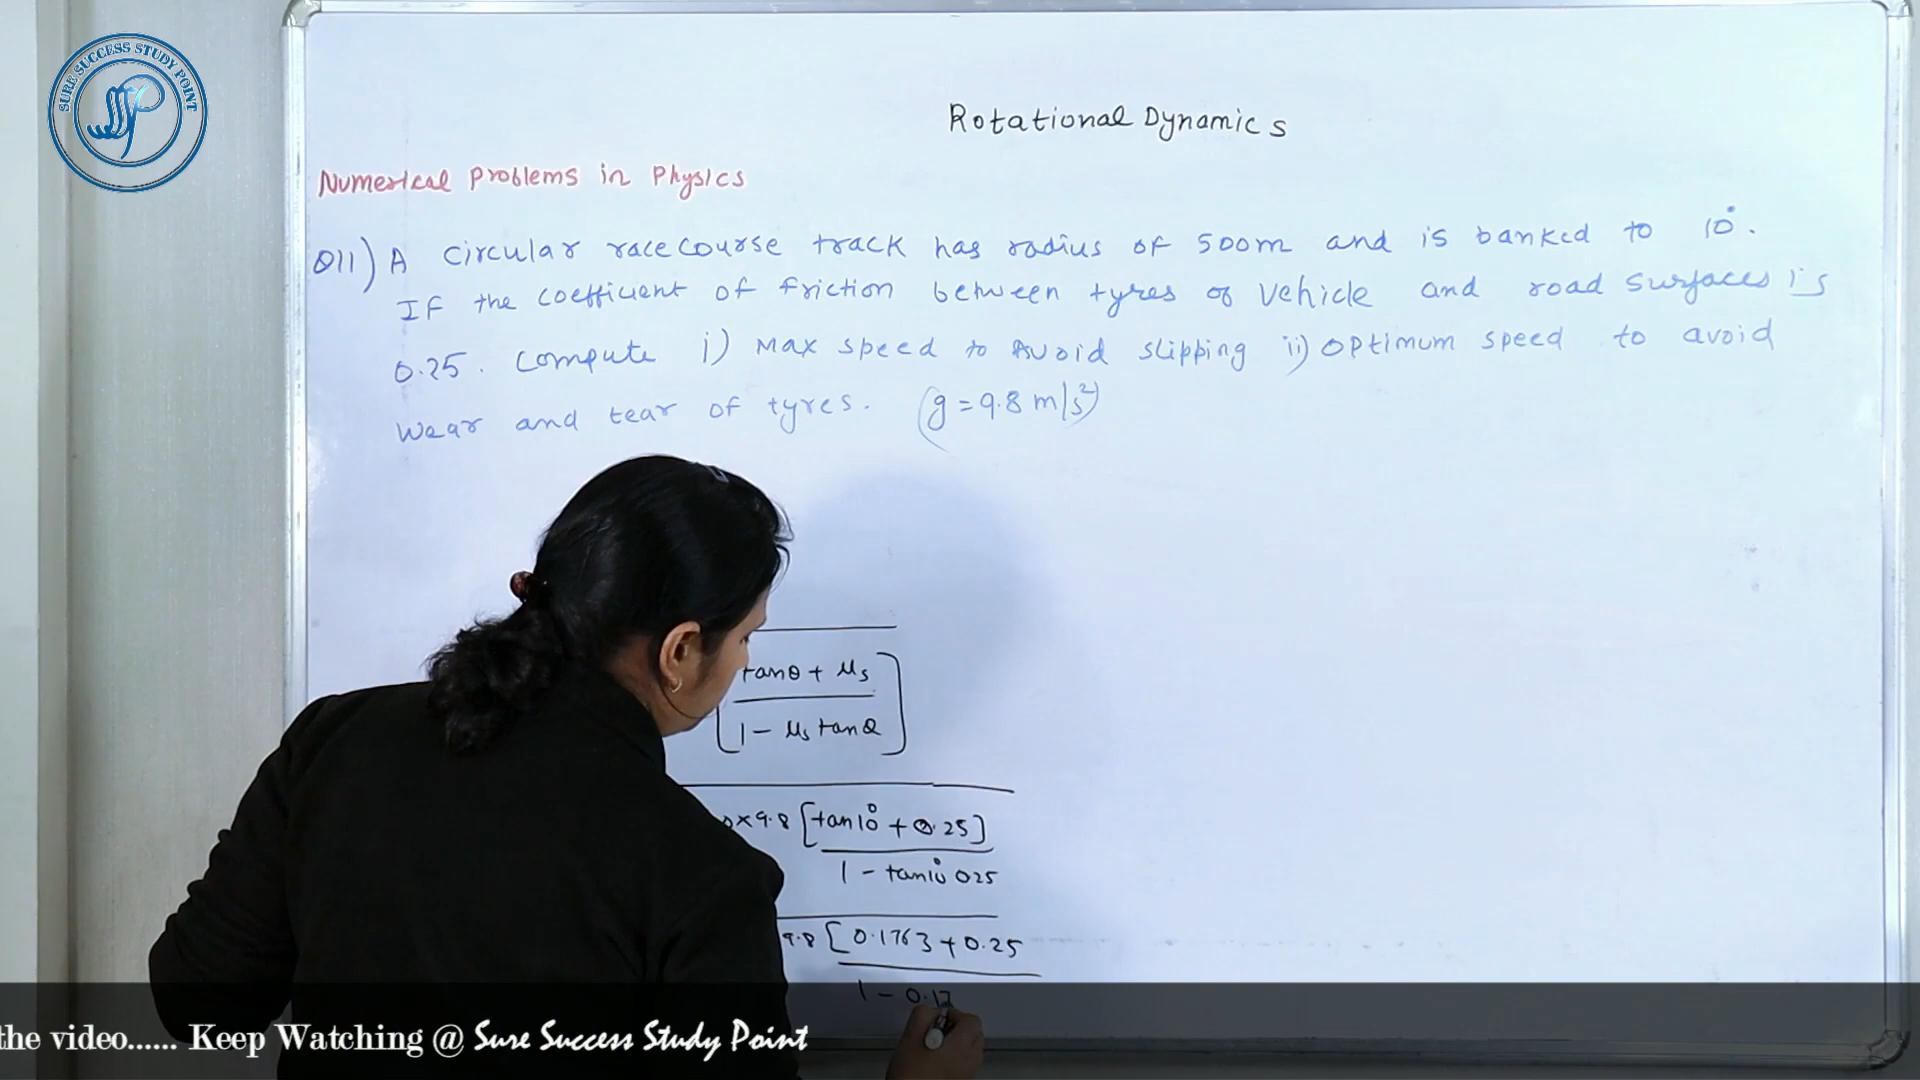 SURE SUCCESS STUDY POINT
Rotational Dynamics
Numerical Problems in Physics
Q11) A circular racecourse track has radius of 500m and is banked to 10°.
If the coefficient of friction between tyres of vehicle and road surfaces is
0.25. compute i) Max speed to Avoid slipping ii) optimum speed to avoid
wear and tear of tyres. (g = 9.8 m/s²)
tanθ + μs
1 - μs tanθ
×9.8 [tan10° + 0.25]
1 - tan10° 025
9.8 [0.1763 + 0.25
1 - 0.17
the video...... Keep Watching @ Sure Success Study Point